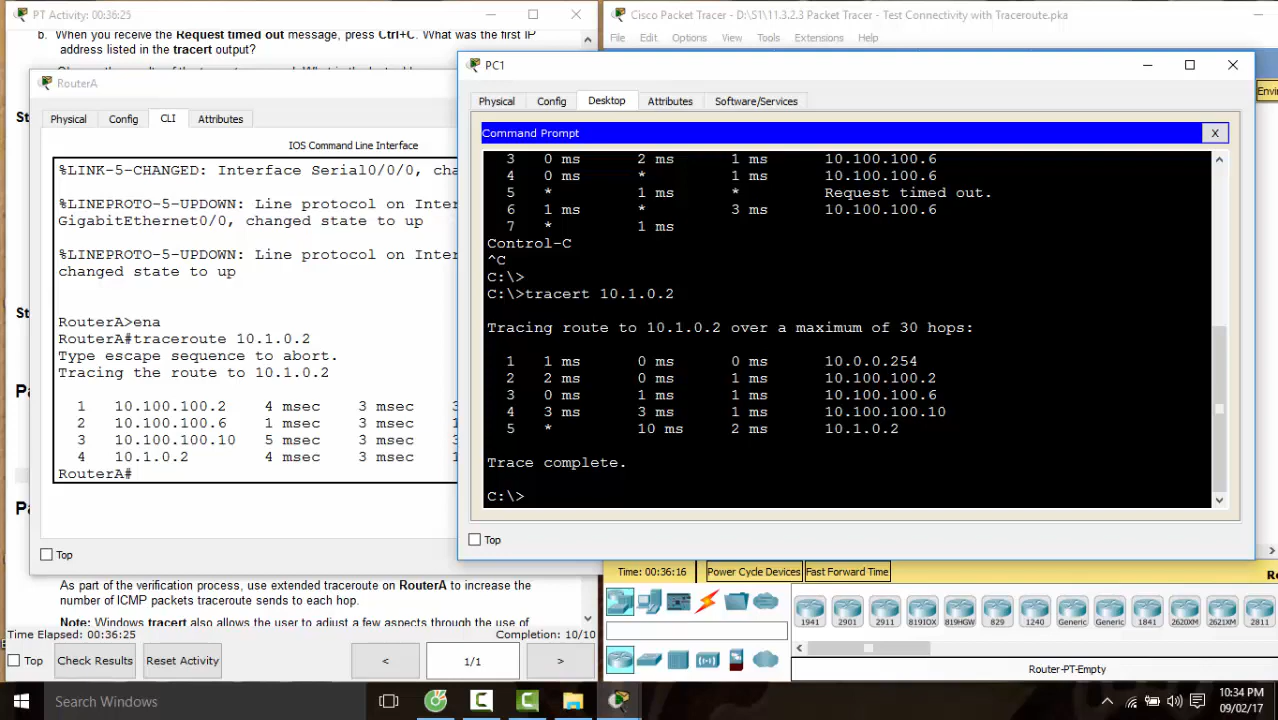 PT Activity: 00:36:25
b. When you receive the Request timed out message, press Ctrl+C. What was the first IP
address listed in the tracert output?
St
St
Pa
Pa
As part of the verification process, use extended traceroute on RouterA to increase the
number of ICMP packets traceroute sends to each hop.
Note: Windows tracert also allows the user to adjust a few aspects through the use of
Time Elapsed: 00:36:25
Completion: 10/10
Top
Check Results
Reset Activity
<
1/1
>
RouterA
Physical
Config
CLI
Attributes
IOS Command Line Interface
%LINK-5-CHANGED: Interface Serial0/0/0, cha
%LINEPROTO-5-UPDOWN: Line protocol on Inter
GigabitEthernet0/0, changed state to up
%LINEPROTO-5-UPDOWN: Line protocol on Inter
changed state to up
RouterA>ena
RouterA#traceroute 10.1.0.2
Type escape sequence to abort.
Tracing the route to 10.1.0.2
1 10.100.100.2 4 msec 3 msec
2 10.100.100.6 1 msec 3 msec
3 10.100.100.10 5 msec 3 msec
4 10.1.0.2 4 msec 3 msec
RouterA#
Top
Cisco Packet Tracer - D:\S1\11.3.2.3 Packet Tracer - Test Connectivity with Traceroute.pka
File Edit Options View Tools Extensions Help
PC1
Physical
Config
Desktop
Attributes
Software/Services
Command Prompt
X
3 0 ms 2 ms 1 ms 10.100.100.6
4 0 ms * 1 ms 10.100.100.6
5 * 1 ms * Request timed out.
6 1 ms * 3 ms 10.100.100.6
7 * 1 ms
Control-C
^C
C:\>
C:\>tracert 10.1.0.2
Tracing route to 10.1.0.2 over a maximum of 30 hops:
1 1 ms 0 ms 0 ms 10.0.0.254
2 2 ms 0 ms 1 ms 10.100.100.2
3 0 ms 1 ms 1 ms 10.100.100.6
4 3 ms 3 ms 1 ms 10.100.100.10
5 * 10 ms 2 ms 10.1.0.2
Trace complete.
C:\>
Top
Envi
Time: 00:36:16
Power Cycle Devices
Fast Forward Time
1941 2901 2911 819IOX 819HGW 829 1240 Generic Generic 1841 2620XM 2621XM 2811
Router-PT-Empty
Search Windows
10:34 PM
09/02/17